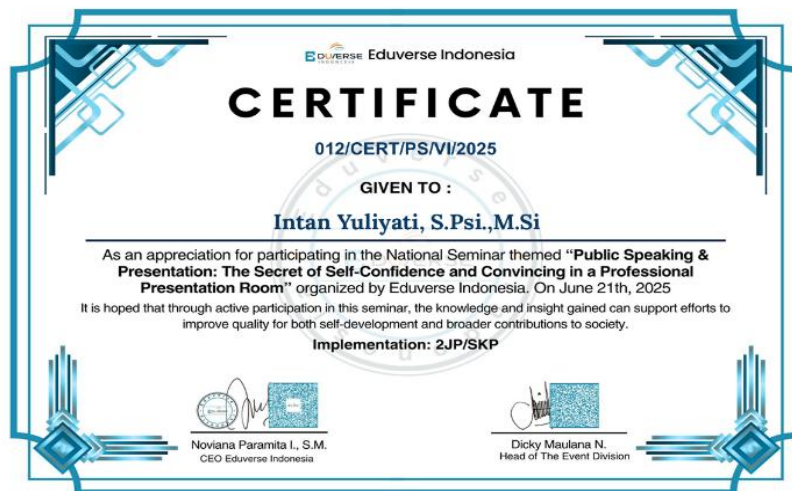 EDUVERSE Eduverse Indonesia
INDONESIA
CERTIFICATE
012/CERT/PS/VI/2025
GIVEN TO :
Intan Yuliyati, S.Psi.,M.Si
As an appreciation for participating in the National Seminar themed “Public Speaking &
Presentation: The Secret of Self-Confidence and Convincing in a Professional
Presentation Room” organized by Eduverse Indonesia. On June 21th, 2025
It is hoped that through active participation in this seminar, the knowledge and insight gained can support efforts to
improve quality for both self-development and broader contributions to society.
Implementation: 2JP/SKP
Noviana Paramita I., S.M.
CEO Eduverse Indonesia
Dicky Maulana N.
Head of The Event Division